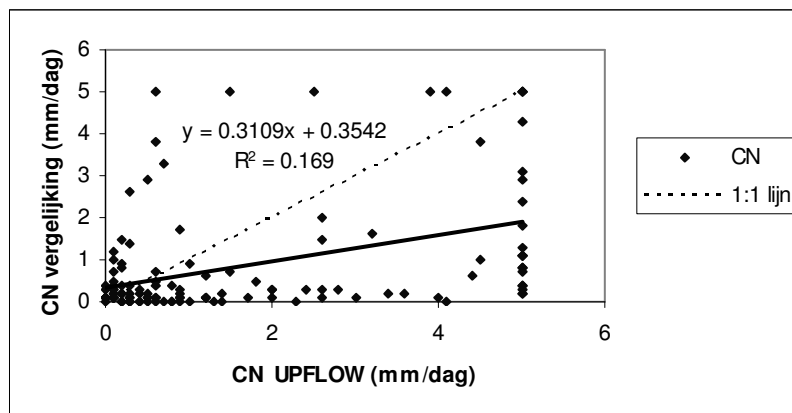 CN vergelijking (mm/dag)
6
5
4
3
2
1
0
y = 0.3109x + 0.3542
R² = 0.169
0 2 4 6
CN UPFLOW (mm/dag)
CN
1:1 lijn